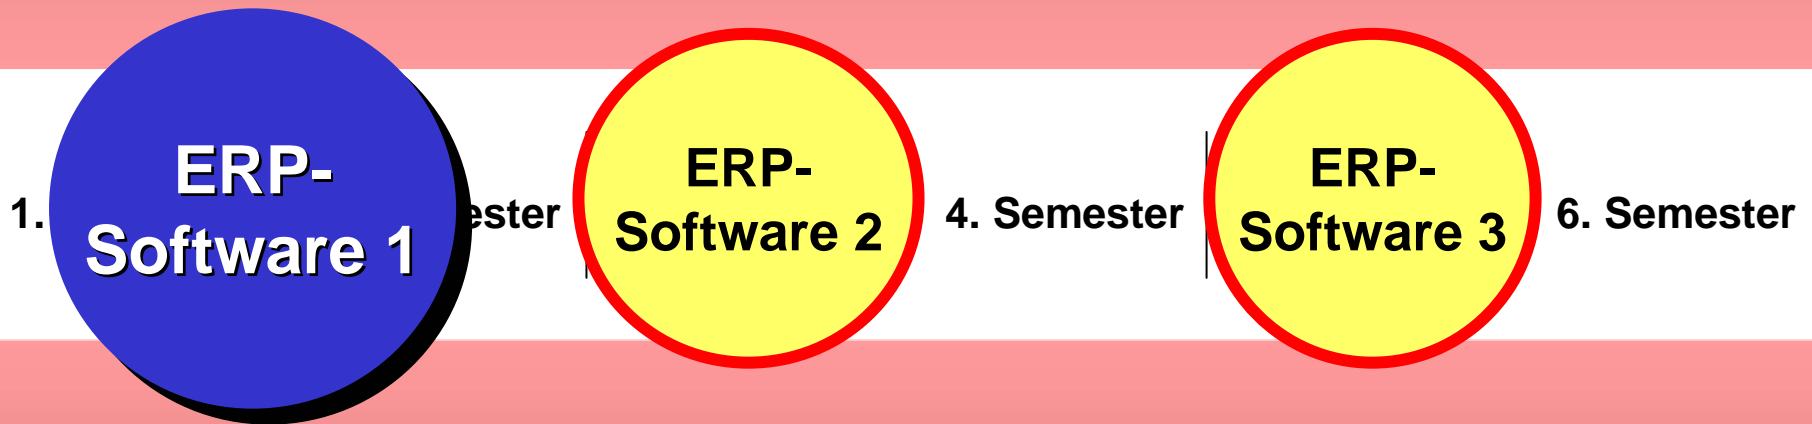 1.
ERP-
Software 1
ester
ERP-
Software 2
4. Semester
ERP-
Software 3
6. Semester